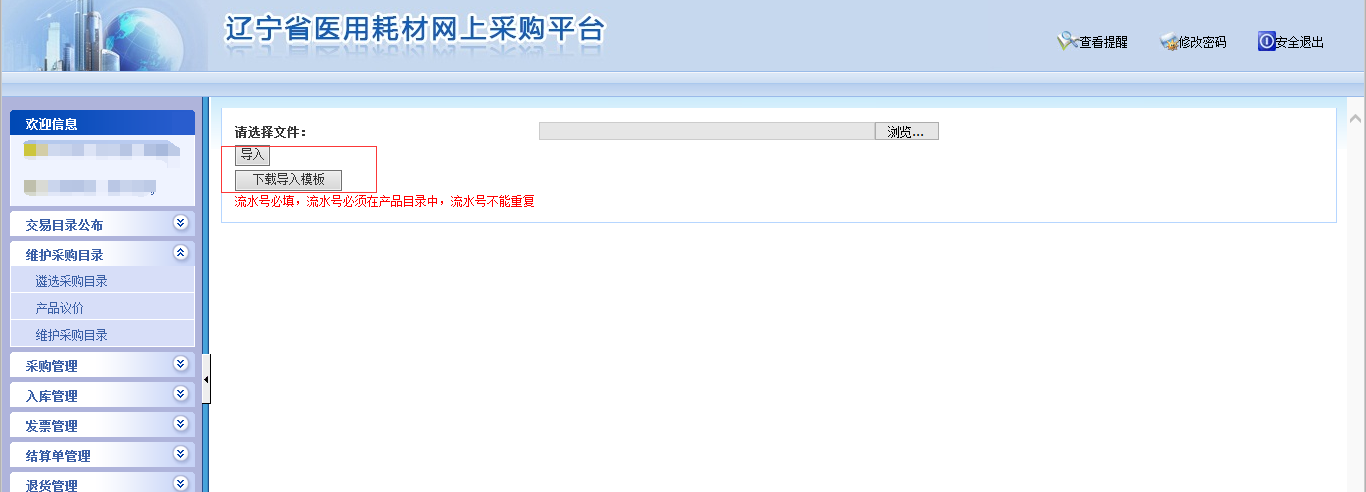 辽宁省医用耗材网上采购平台
查看提醒 修改密码 安全退出
欢迎信息
交易目录公布
维护采购目录
遴选采购目录
产品议价
维护采购目录
采购管理
入库管理
发票管理
结算单管理
退货管理
请选择文件： 浏览...
导入
下载导入模板
流水号必填，流水号必须在产品目录中，流水号不能重复